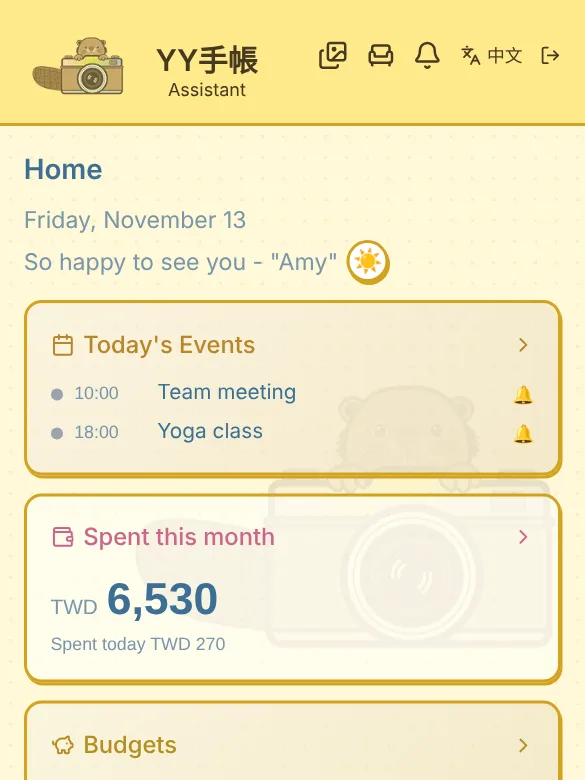 YY手帳
Assistant
中文
Home
Friday, November 13
So happy to see you - "Amy"
Today's Events
10:00 Team meeting
18:00 Yoga class
Spent this month
TWD 6,530
Spent today TWD 270
Budgets